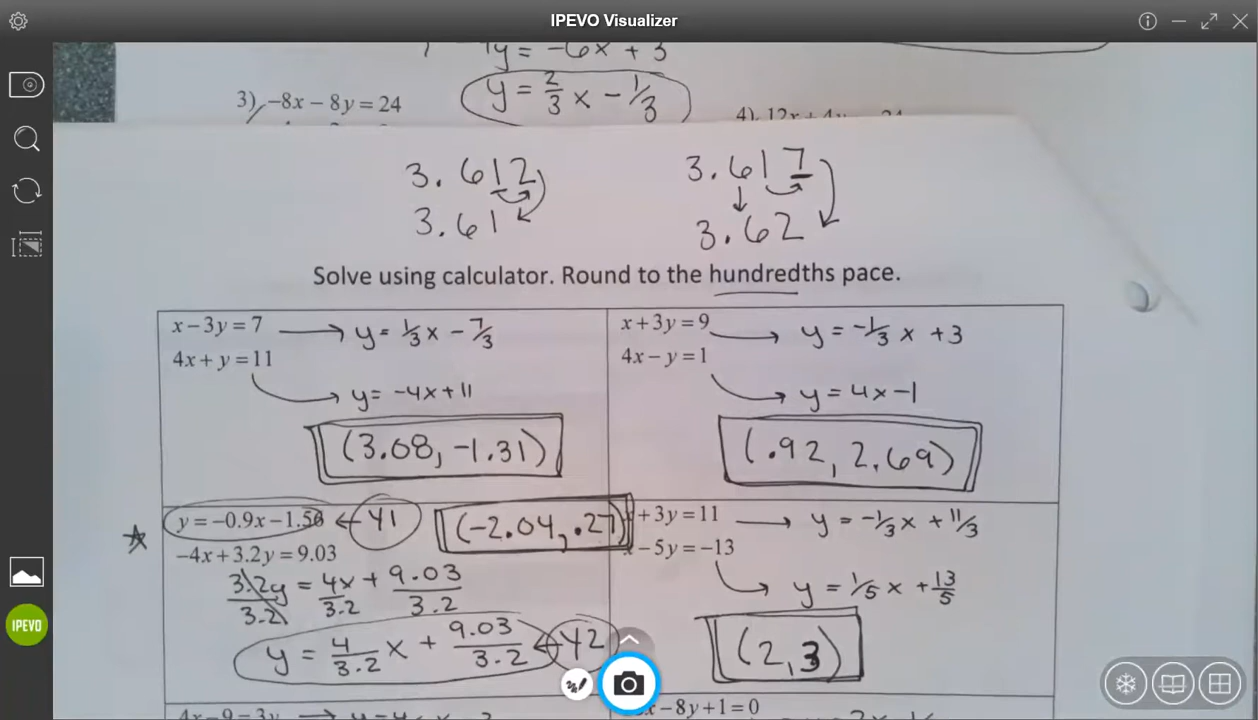 IPEVO Visualizer
y = -6x + 3
y = 2/3 x - 1/3
3) -8x - 8y = 24
3.612
3.61
3.617
3.62
Solve using calculator. Round to the hundredths pace.
x - 3y = 7 → y = 1/3 x - 7/3
4x + y = 11
→ y = -4x + 11
(3.08, -1.31)
x + 3y = 9 → y = -1/3 x + 3
4x - y = 1
→ y = 4x - 1
(.92, 2.69)
y = -0.9x - 1.56 ← Y1
(-2.04, .27)
-4x + 3.2y = 9.03
3.2y/3.2 = 4x/3.2 + 9.03/3.2
y = 4/3.2 x + 9.03/3.2 ← Y2
+ 3y = 11 → y = -1/3 x + 11/3
- 5y = -13
→ y = 1/5 x + 13/5
(2, 3)
- 8y + 1 = 0
IPEVO